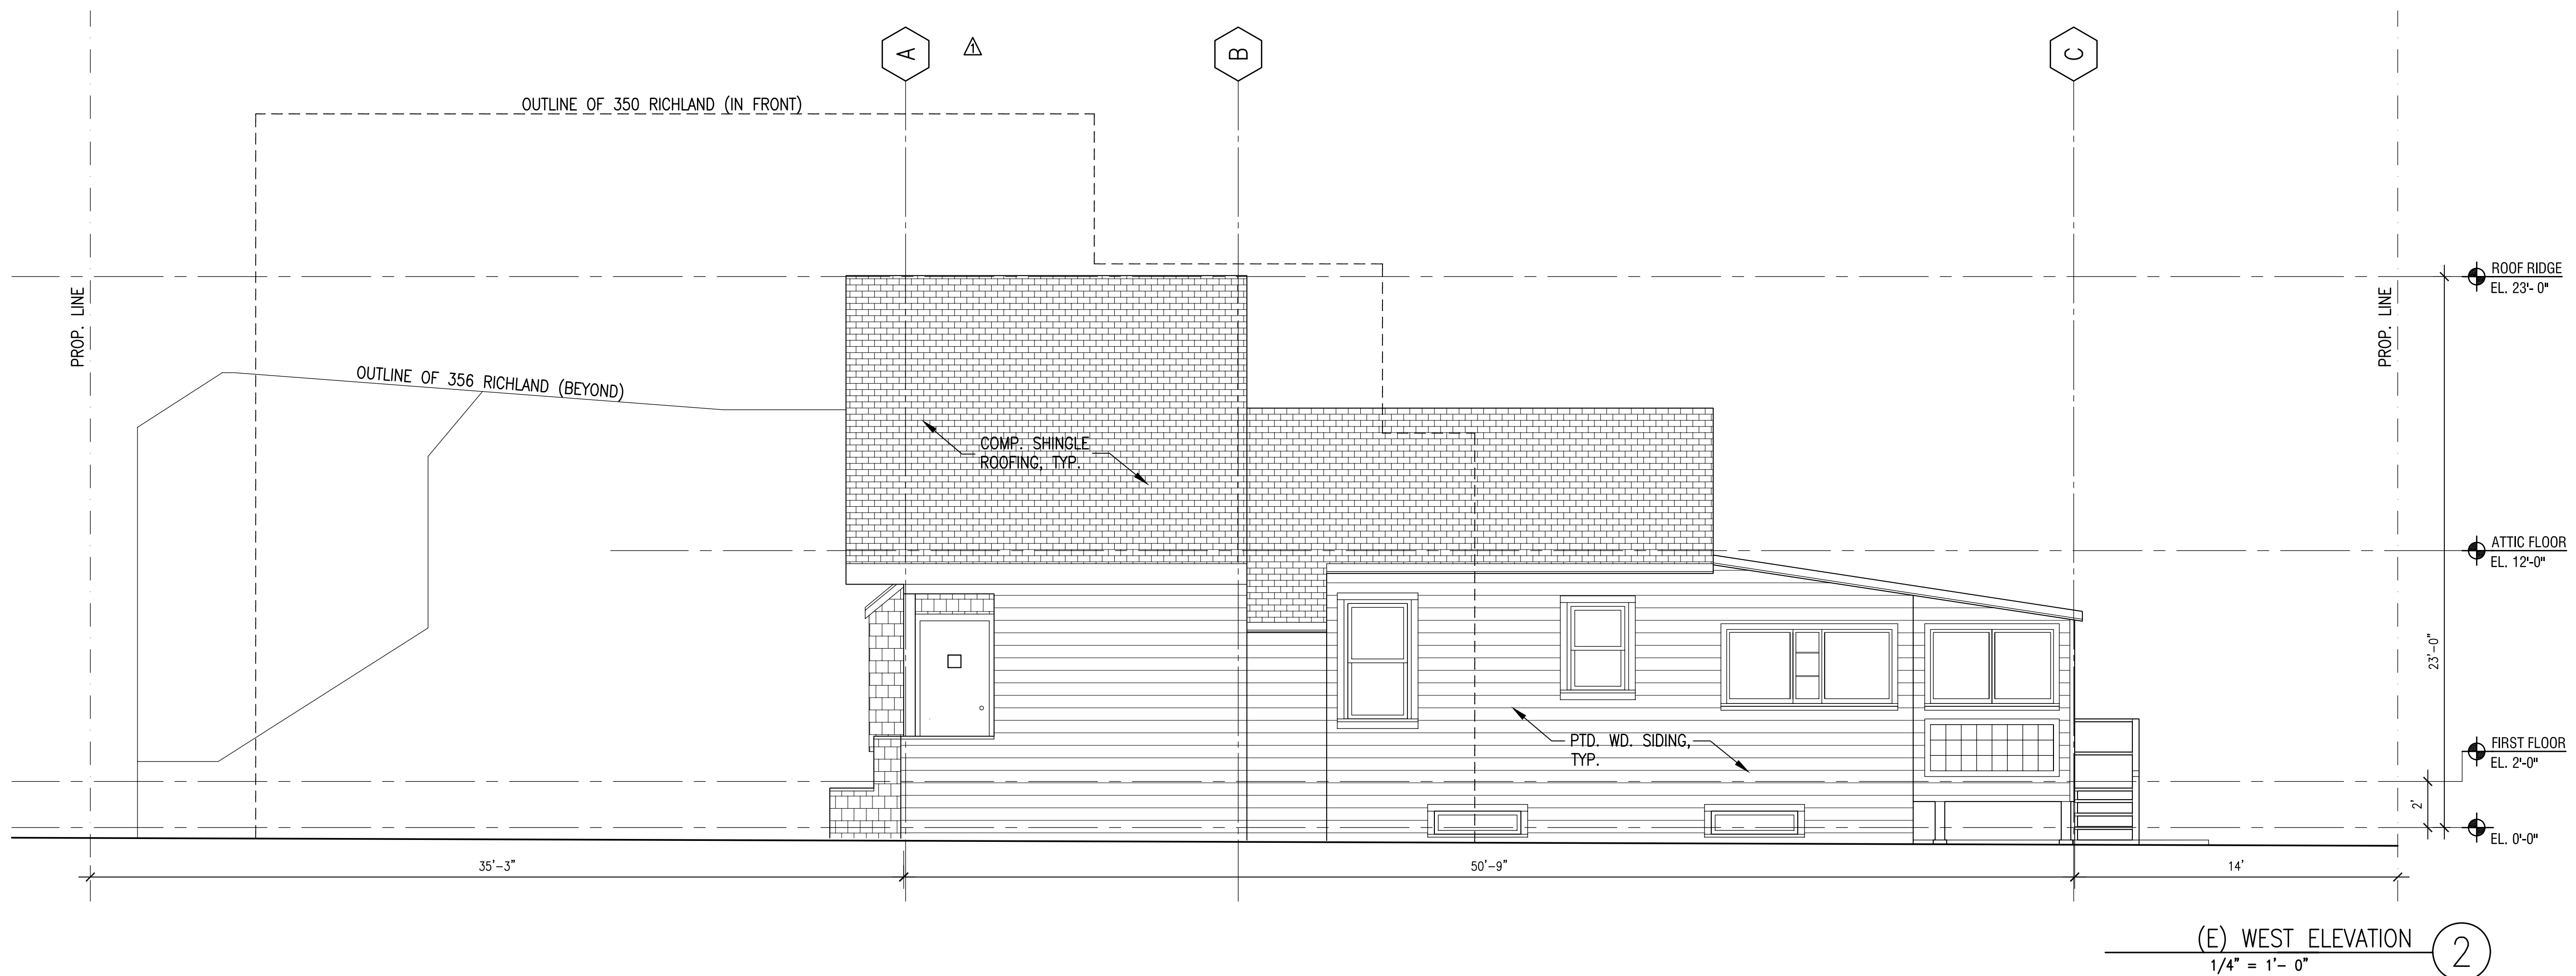 A
1
B
C
OUTLINE OF 350 RICHLAND (IN FRONT)
PROP. LINE
PROP. LINE
ROOF RIDGE
EL. 23'- 0"
OUTLINE OF 356 RICHLAND (BEYOND)
COMP. SHINGLE
ROOFING, TYP.
ATTIC FLOOR
EL. 12'-0"
23'-0"
PTD. WD. SIDING,
TYP.
FIRST FLOOR
EL. 2'-0"
2'
EL. 0'-0"
35'-3"
50'-9"
14'
(E) WEST ELEVATION
1/4" = 1'- 0"
2